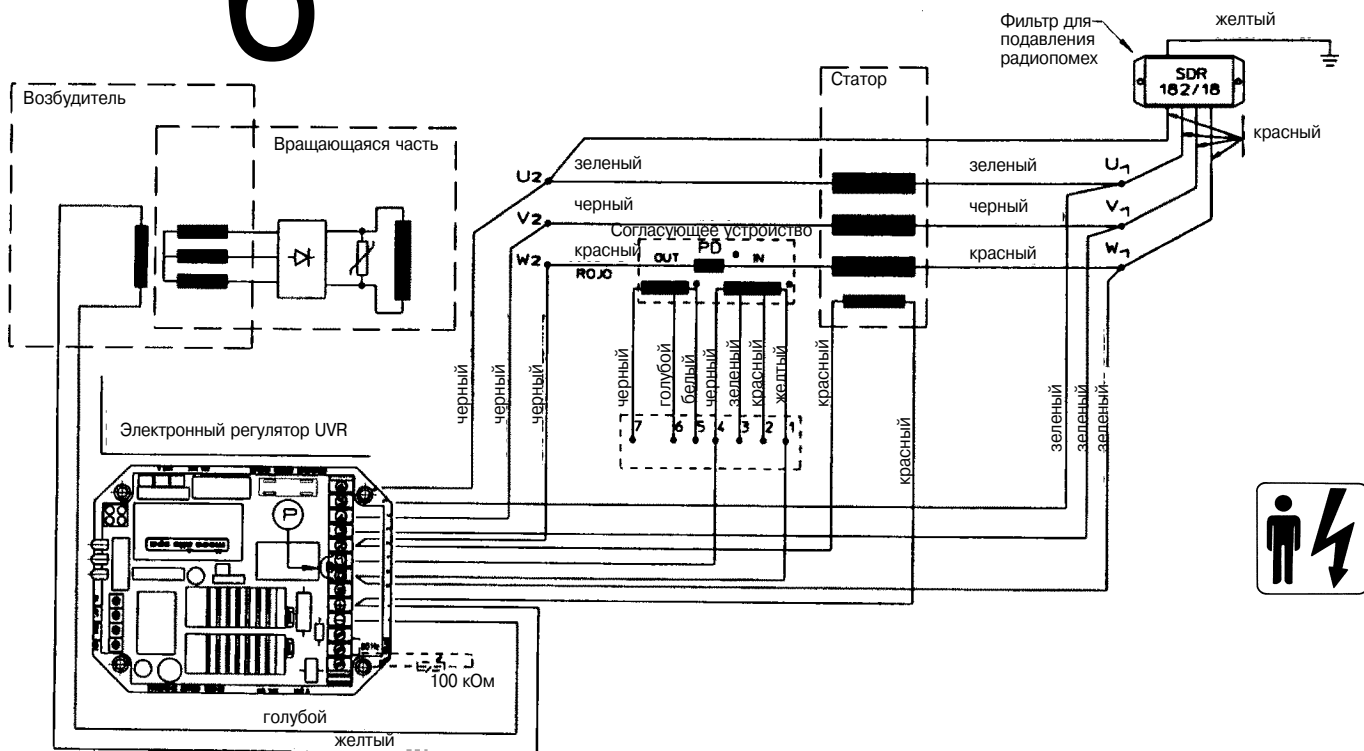 6
Фильтр для
подавления
радиопомех
желтый
SDR
182/18
красный
Возбудитель
Вращающаяся часть
Статор
U2
зеленый
зеленый
U1
V2
черный
черный
V1
Согласующее устройство
PD
W2
красный
OUT
IN
красный
W1
ROJO
черный
черный
черный
черный
голубой
белый
черный
зеленый
красный
желтый
красный
красный
зеленый
зеленый
зеленый
7
6
5
4
3
2
1
Электронный регулятор UVR
P
100 кОм
голубой
желтый